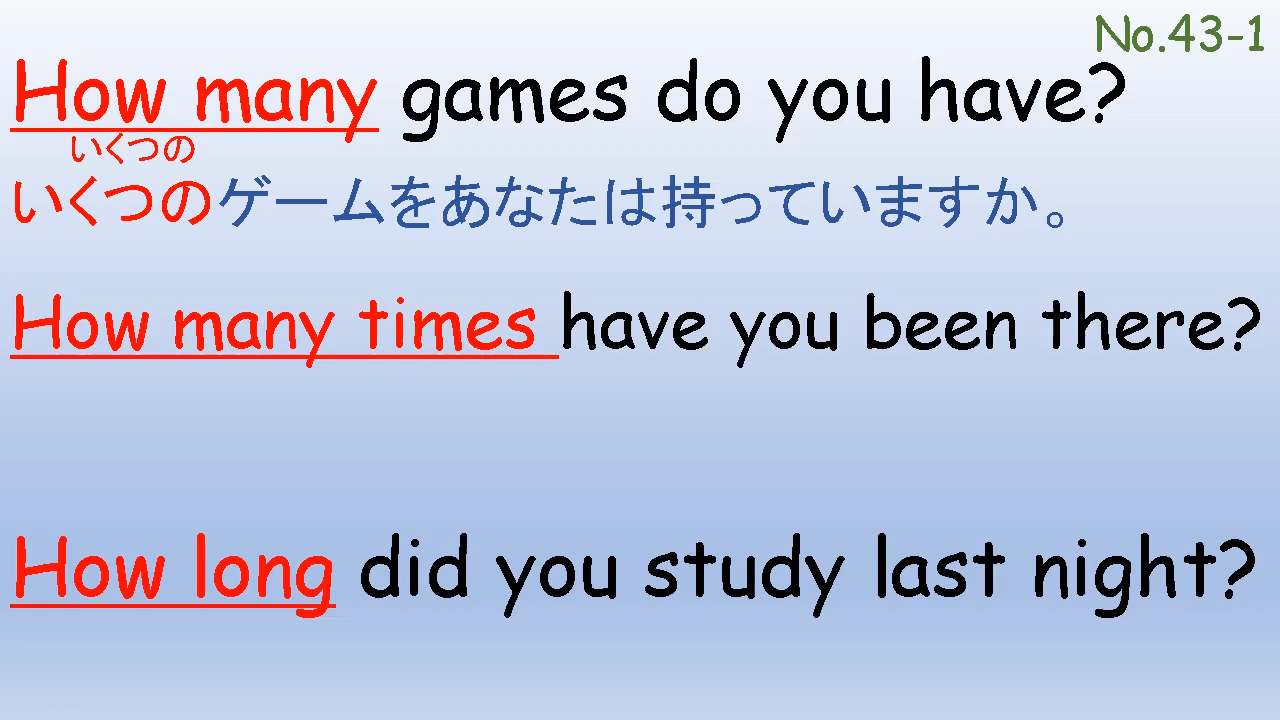 No.43-1
How many games do you have?
いくつの
いくつのゲームをあなたは持っていますか。
How many times have you been there?
How long did you study last night?